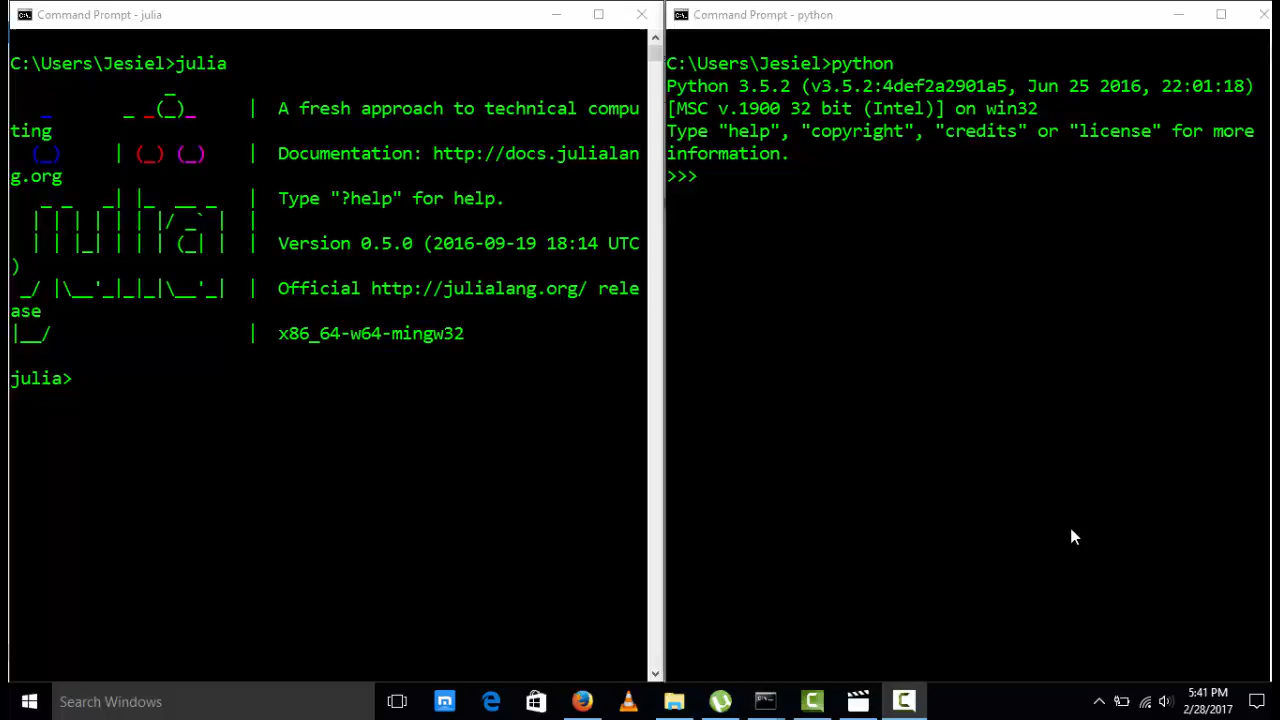 Command Prompt - julia
C:\Users\Jesiel>julia
               _
   _       _ _(_)_     |  A fresh approach to technical compu
ting
  (_)     | (_) (_)    |  Documentation: http://docs.julialan
g.org
   _ _   _| |_  __ _   |  Type "?help" for help.
  | | | | | | |/ _` |  |
  | | |_| | | | (_| |  |  Version 0.5.0 (2016-09-19 18:14 UTC
)
 _/ |\__'_|_|_|\__'_|  |  Official http://julialang.org/ rele
ase
|__/                   |  x86_64-w64-mingw32
julia>
Command Prompt - python
C:\Users\Jesiel>python
Python 3.5.2 (v3.5.2:4def2a2901a5, Jun 25 2016, 22:01:18)
[MSC v.1900 32 bit (Intel)] on win32
Type "help", "copyright", "credits" or "license" for more
information.
>>>
Search Windows
5:41 PM
2/28/2017